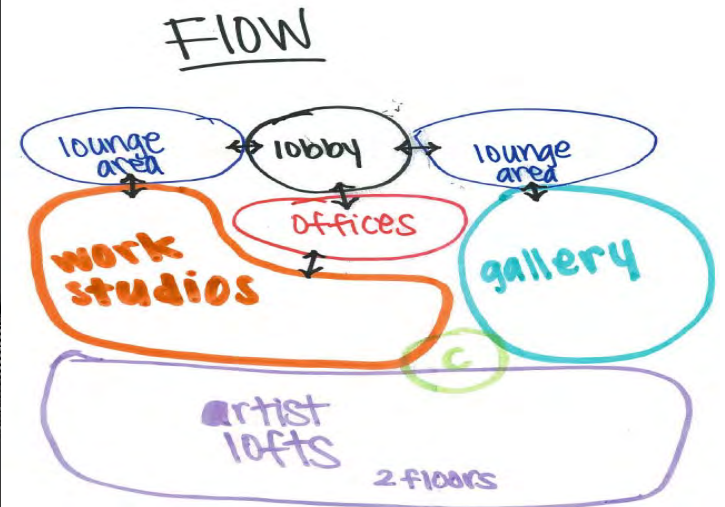 FLOW
lounge
area
lobby
lounge
area
offices
work
studios
gallery
C
artist
lofts
2 floors